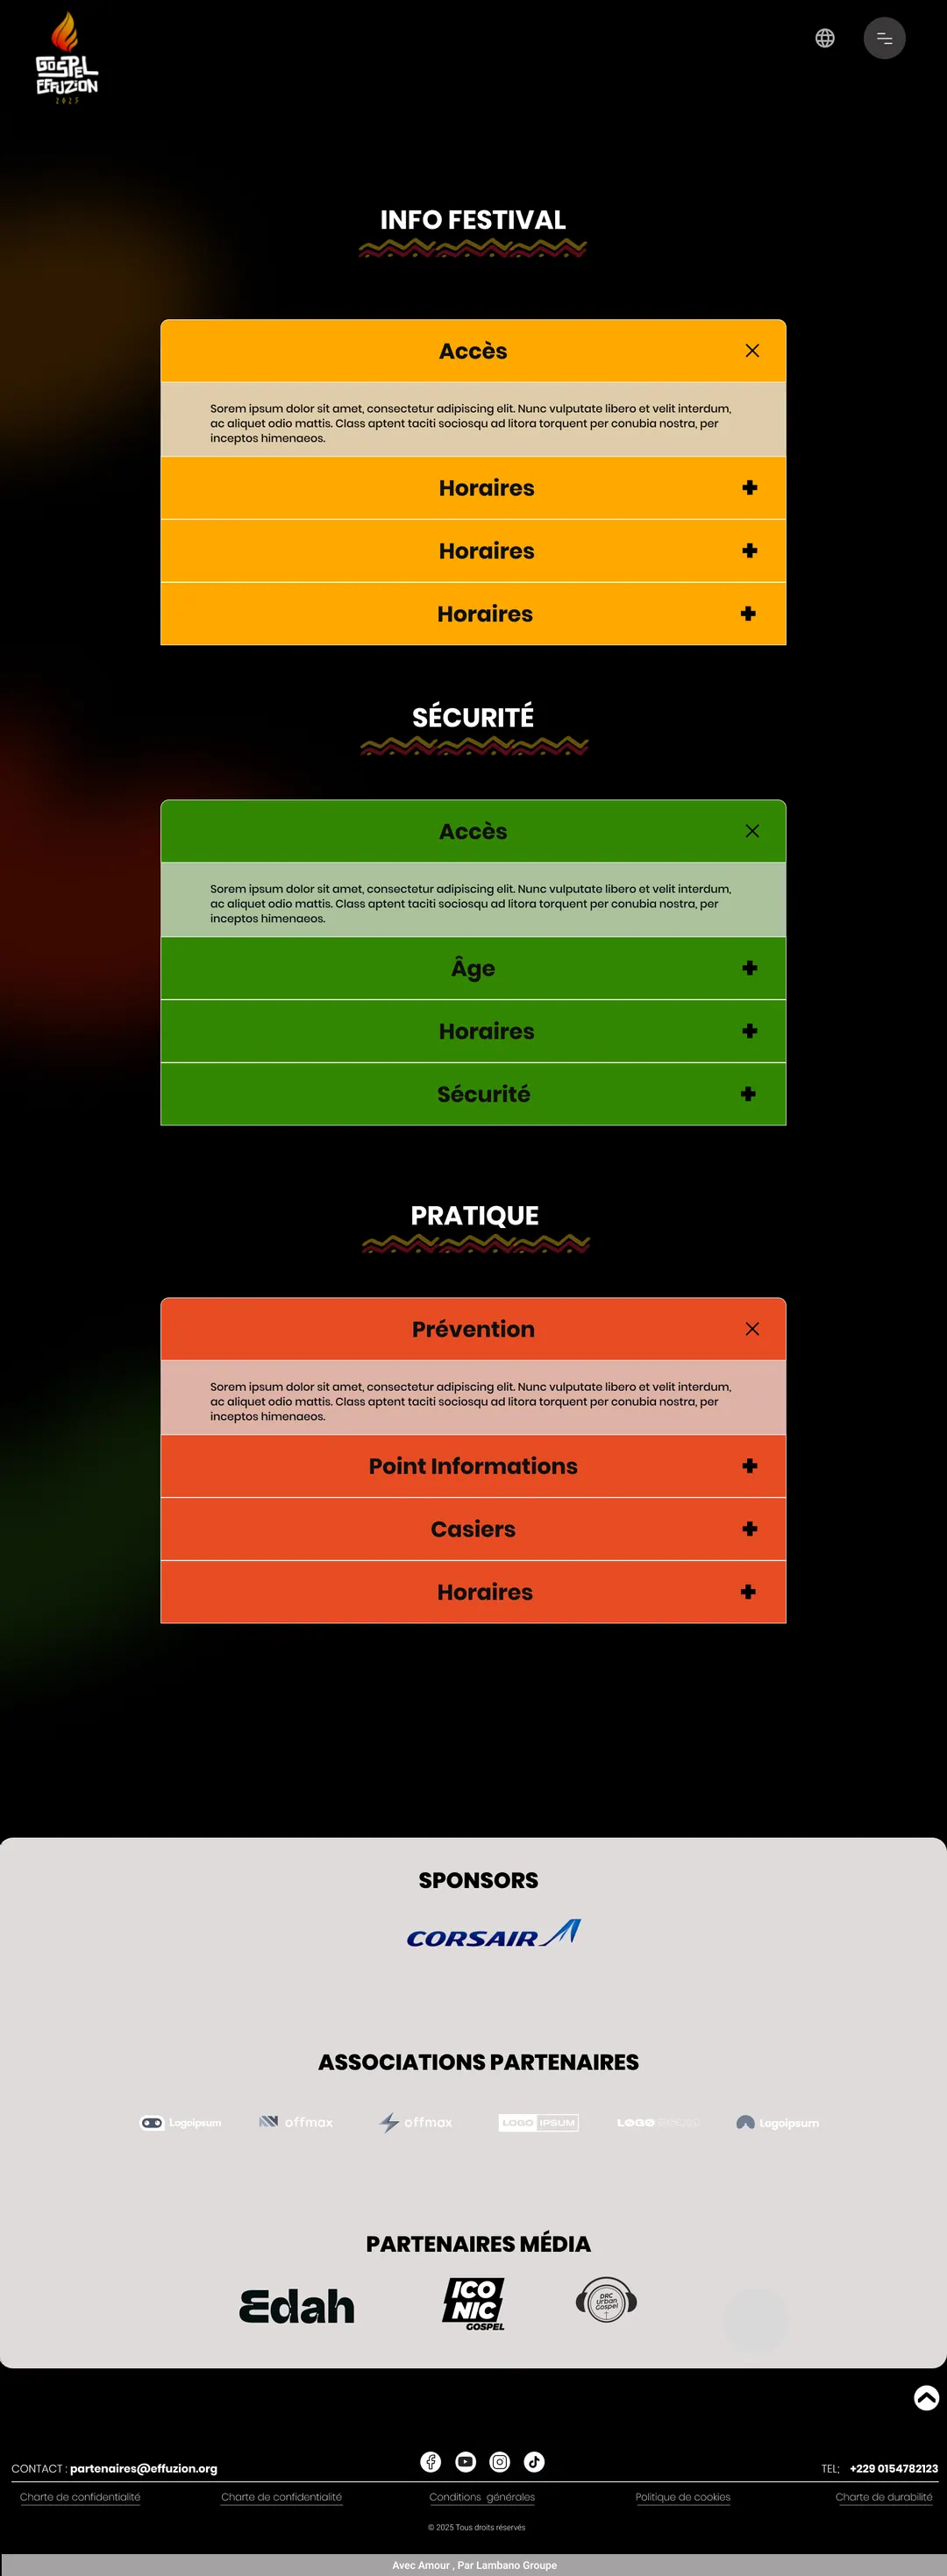 GOSPEL
EFFUZION
2025
INFO FESTIVAL
Accès
Sorem ipsum dolor sit amet, consectetur adipiscing elit. Nunc vulputate libero et velit interdum,
ac aliquet odio mattis. Class aptent taciti sociosqu ad litora torquent per conubia nostra, per
inceptos himenaeos.
Horaires
Horaires
Horaires
SÉCURITÉ
Accès
Sorem ipsum dolor sit amet, consectetur adipiscing elit. Nunc vulputate libero et velit interdum,
ac aliquet odio mattis. Class aptent taciti sociosqu ad litora torquent per conubia nostra, per
inceptos himenaeos.
Âge
Horaires
Sécurité
PRATIQUE
Prévention
Sorem ipsum dolor sit amet, consectetur adipiscing elit. Nunc vulputate libero et velit interdum,
ac aliquet odio mattis. Class aptent taciti sociosqu ad litora torquent per conubia nostra, per
inceptos himenaeos.
Point Informations
Casiers
Horaires
SPONSORS
CORSAIR
ASSOCIATIONS PARTENAIRES
Logoipsum offmax offmax LOGO IPSUM LOGO Logoipsum
PARTENAIRES MÉDIA
Edah
ICO
NIC
GOSPEL
DRC
Urban
Gospel
CONTACT : partenaires@effuzion.org TEL: +229 0154782123
Charte de confidentialité Charte de confidentialité Conditions générales Politique de cookies Charte de durabilité
© 2025 Tous droits réservés
Avec Amour , Par Lambano Groupe